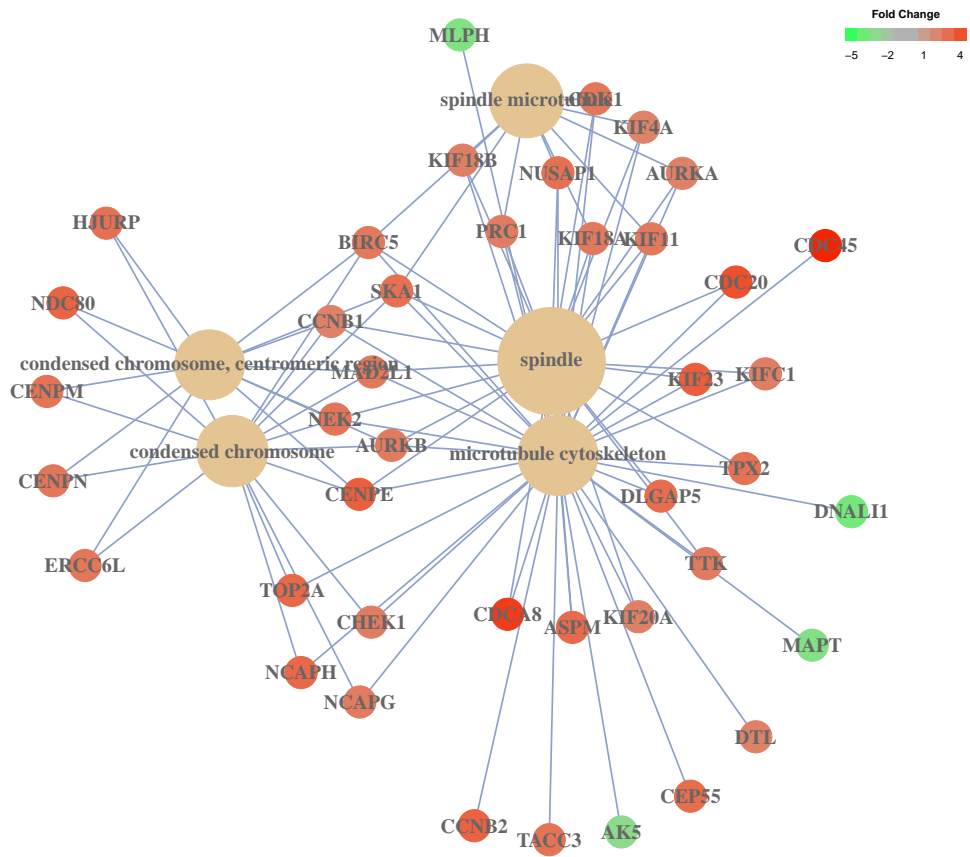 Fold Change
−5 −2 1 4
MLPH
spindle microtubule
CDK1
KIF4A
KIF18B
NUSAP1
AURKA
HJURP
BIRC5
PRC1
KIF18A
KIF11
CDC45
NDC80
SKA1
CDC20
CCNB1
condensed chromosome, centromeric region
spindle
MAD2L1
KIF23
KIFC1
CENPM
NEK2
AURKB
condensed chromosome
microtubule cytoskeleton
CENPN
CENPE
DLGAP5
TPX2
DNALI1
ERCC6L
TOP2A
TTK
CHEK1
CDCA8
ASPM
KIF20A
MAPT
NCAPH
NCAPG
DTL
CEP55
CCNB2
TACC3
AK5